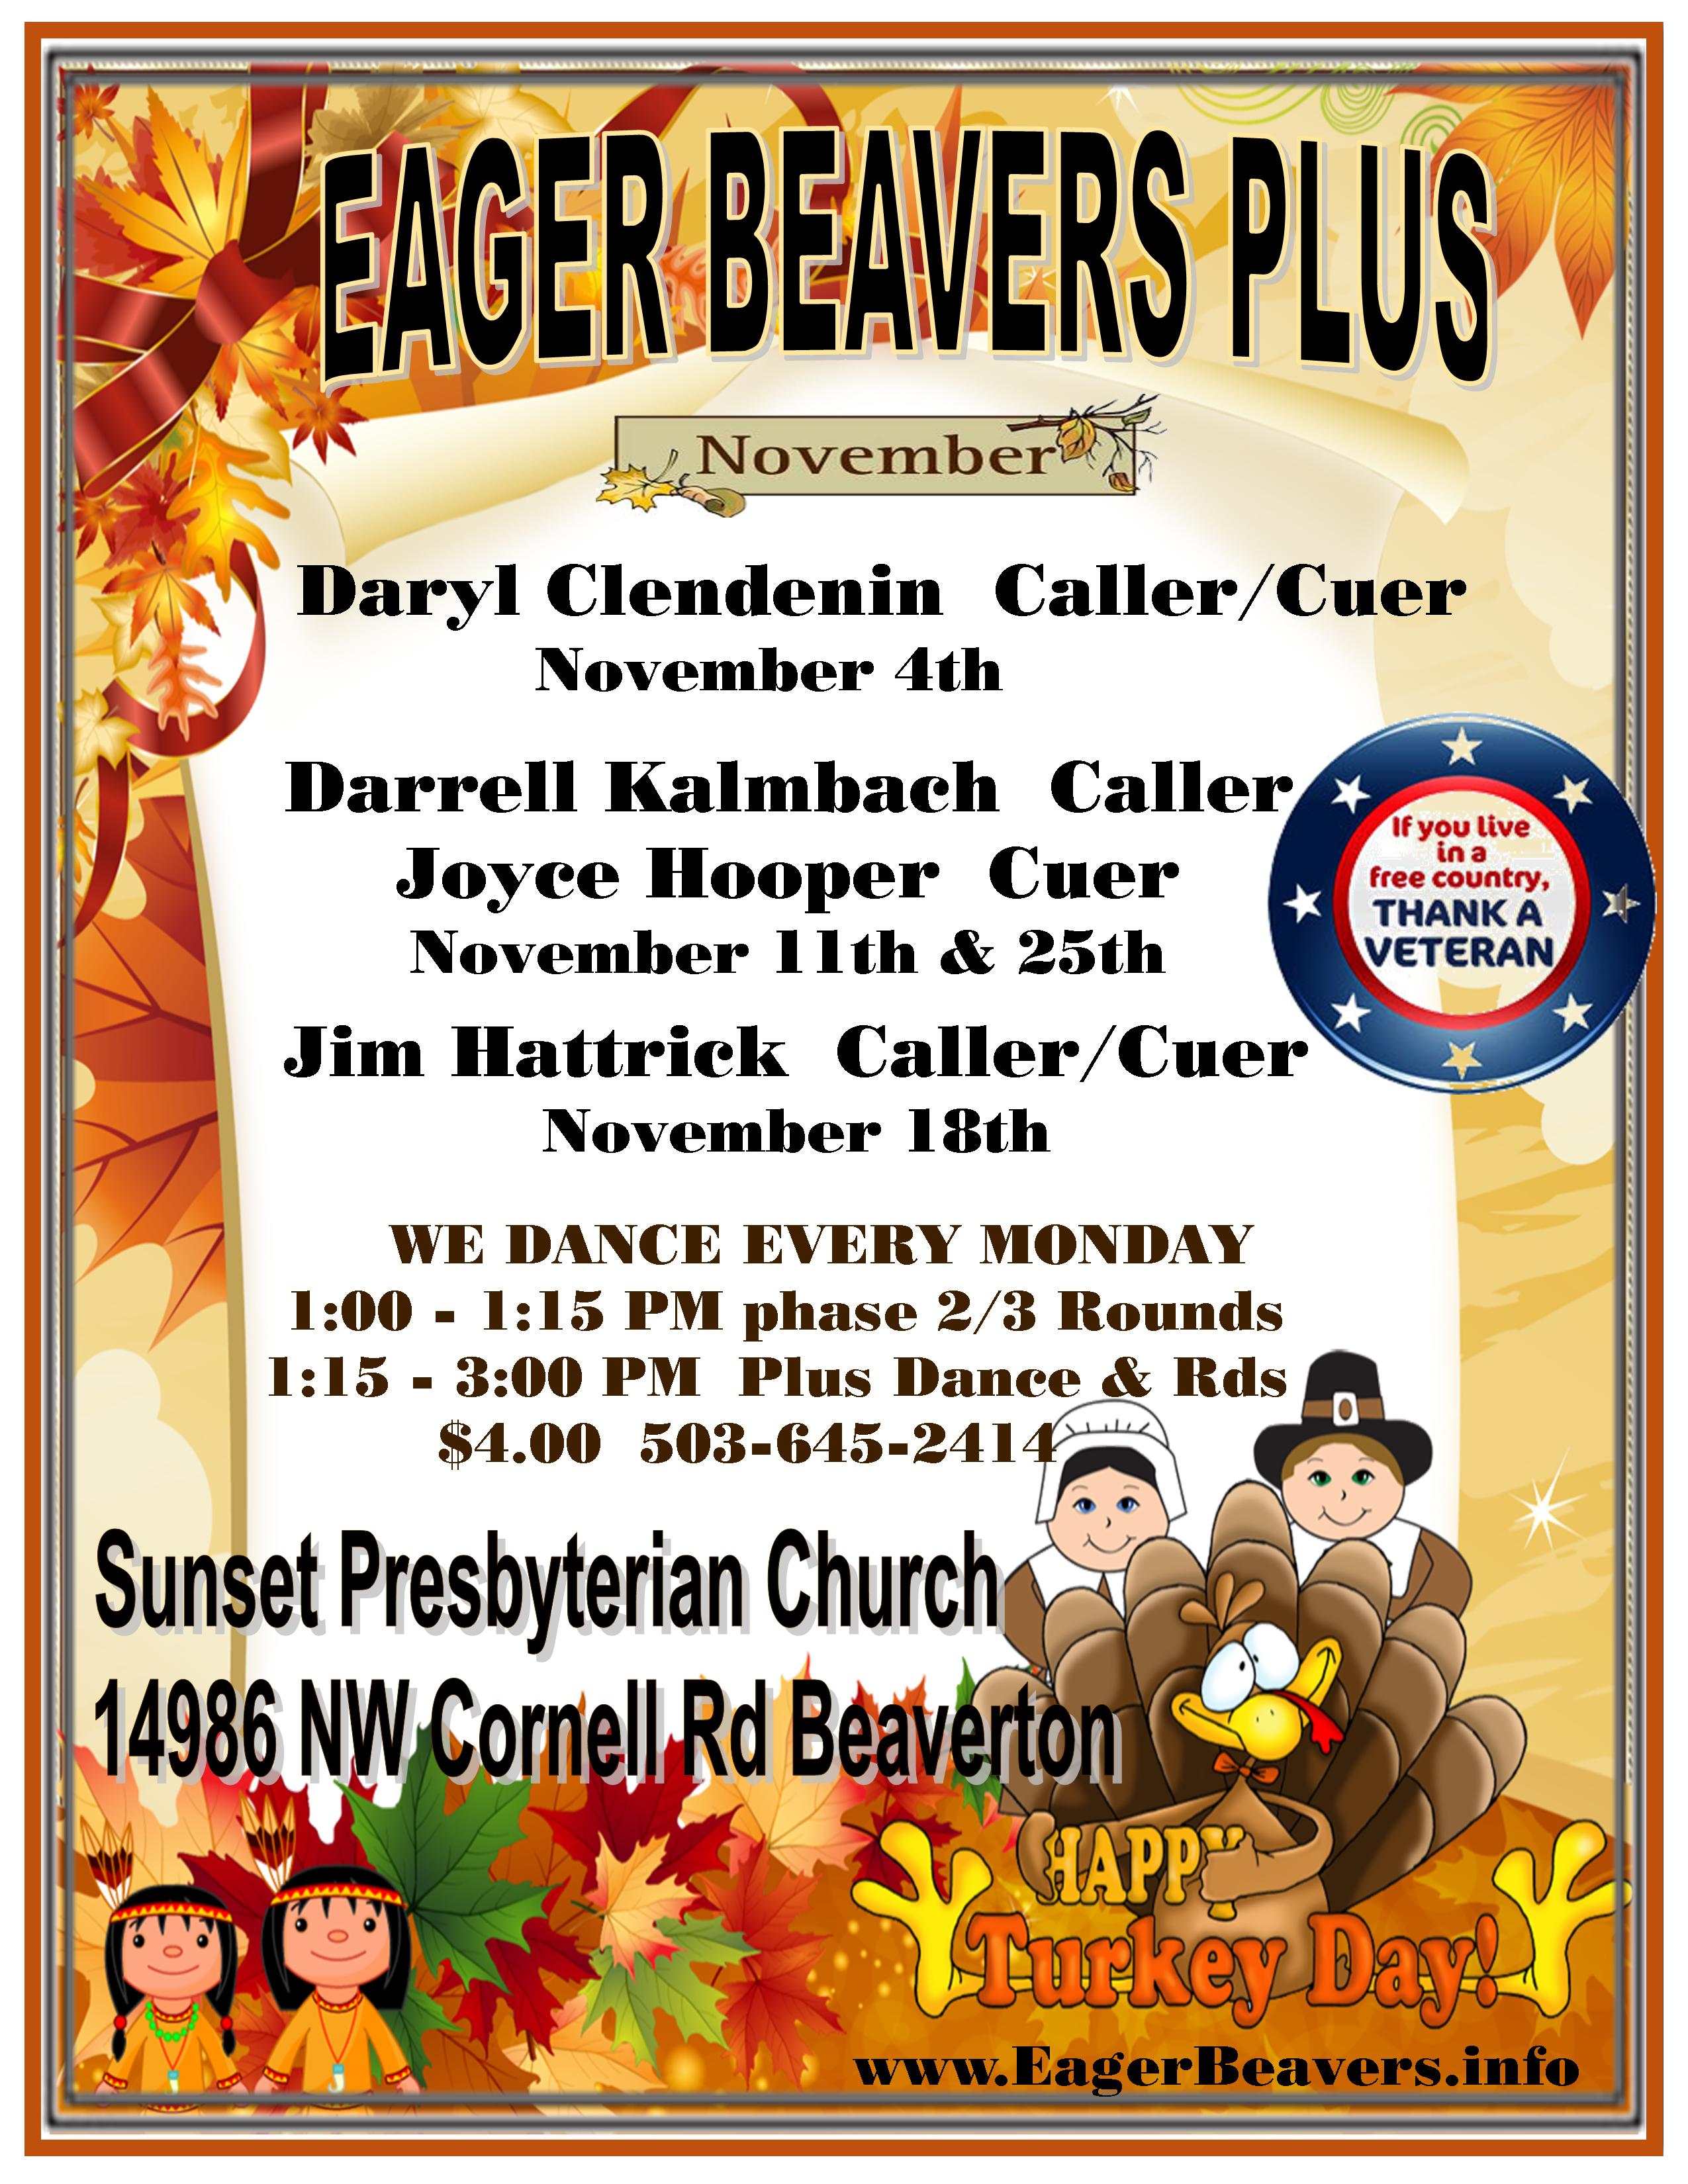 EAGER BEAVERS PLUS
November
Daryl Clendenin Caller/Cuer
November 4th
Darrell Kalmbach Caller
Joyce Hooper Cuer
November 11th & 25th
If you live
in a
free country,
THANK A
VETERAN
Jim Hattrick Caller/Cuer
November 18th
WE DANCE EVERY MONDAY
1:00 - 1:15 PM phase 2/3 Rounds
1:15 - 3:00 PM Plus Dance & Rds
$4.00 503-645-2414
Sunset Presbyterian Church
14986 NW Cornell Rd Beaverton
HAPPY
Turkey Day!
www.EagerBeavers.info